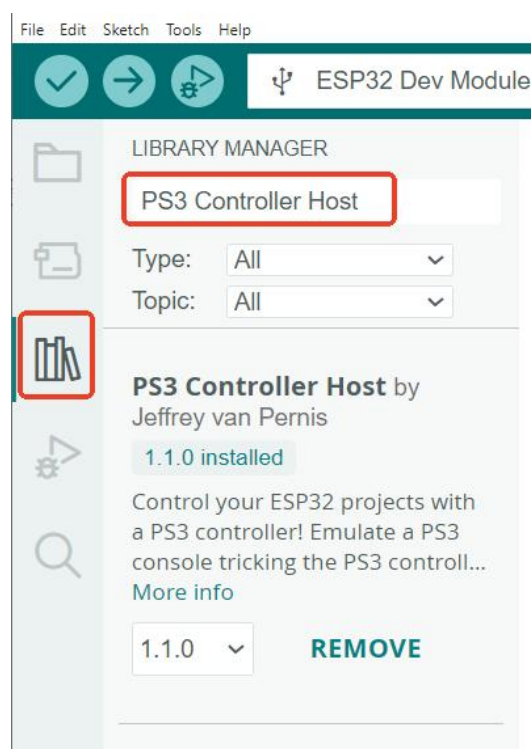 File Edit Sketch Tools Help
ESP32 Dev Module
LIBRARY MANAGER
PS3 Controller Host
Type: All
Topic: All
PS3 Controller Host by
Jeffrey van Pernis
1.1.0 installed
Control your ESP32 projects with
a PS3 controller! Emulate a PS3
console tricking the PS3 controll...
More info
1.1.0 REMOVE